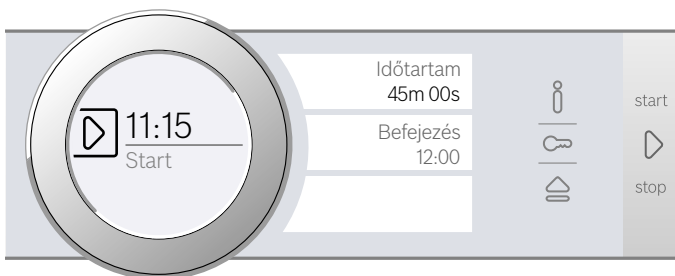 11:15
Start
Időtartam
45m 00s
Befejezés
12:00
start
stop